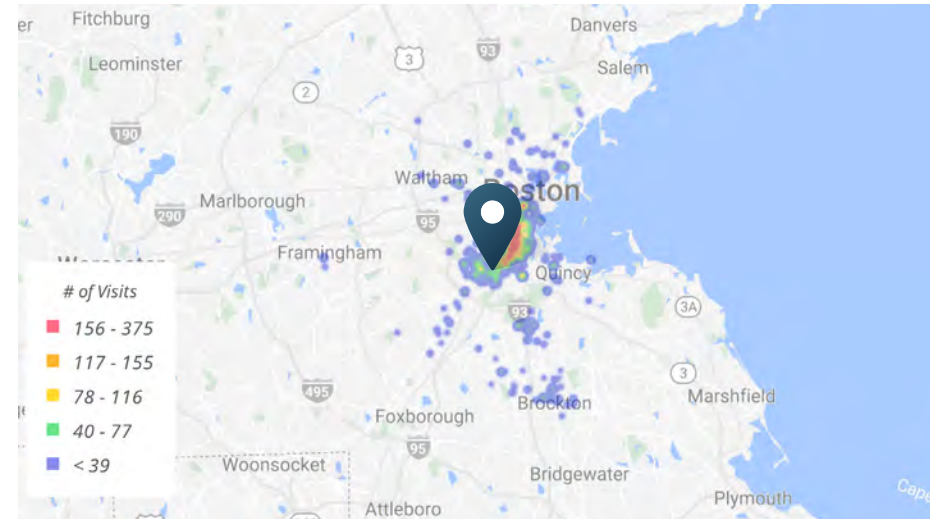 er
Fitchburg
Danvers
93
3
Leominster
Salem
2
190
Waltham
Boston
Marlborough
290
95
Framingham
Quincy
# of Visits
156 - 375
117 - 155
78 - 116
40 - 77
< 39
93
3A
495
3
Marshfield
Brockton
Foxborough
95
Woonsocket
Bridgewater
Plymouth
Cape
Attleboro